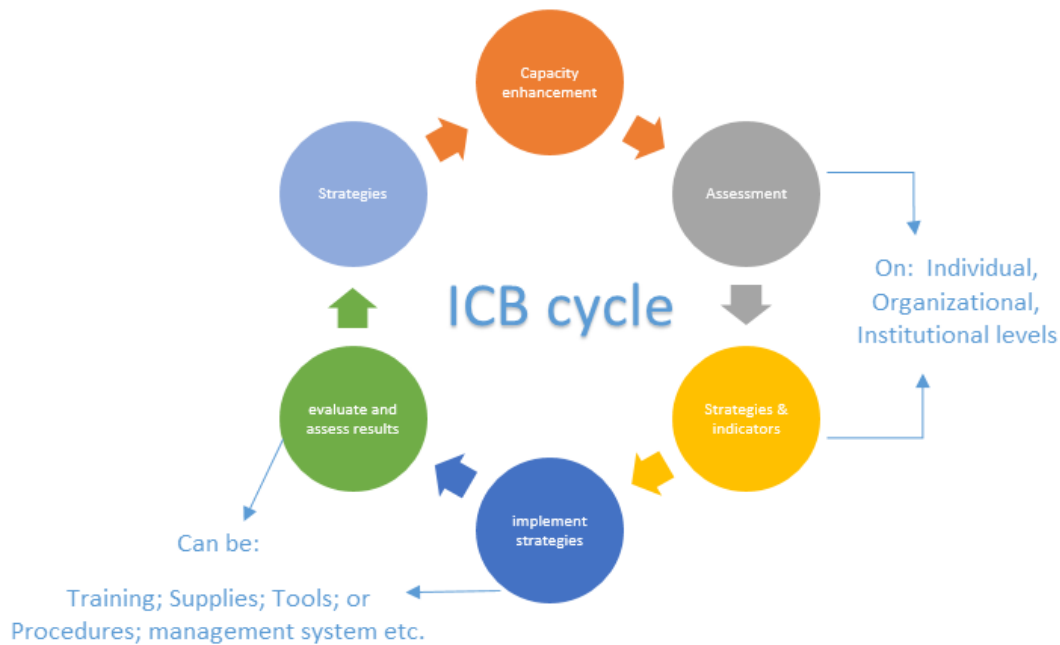 Capacity
enhancement
Strategies
Assessment
ICB cycle
On: Individual,
Organizational,
Institutional levels
evaluate and
assess results
Strategies &
indicators
implement
strategies
Can be:
Training; Supplies; Tools; or
Procedures; management system etc.